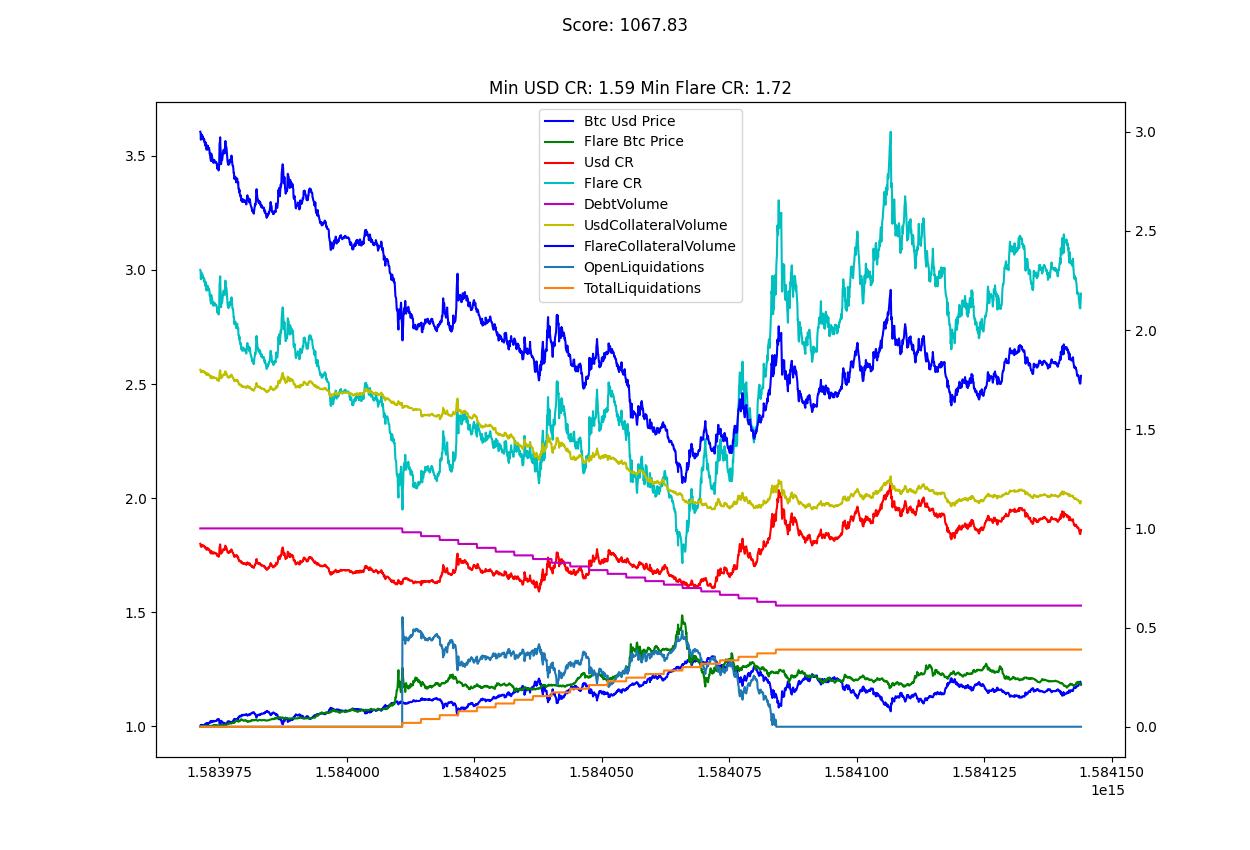 Score: 1067.83
Min USD CR: 1.59 Min Flare CR: 1.72
Btc Usd Price
Flare Btc Price
Usd CR
Flare CR
DebtVolume
UsdCollateralVolume
FlareCollateralVolume
OpenLiquidations
TotalLiquidations
3.5
3.0
2.5
2.0
1.5
1.0
3.0
2.5
2.0
1.5
1.0
0.5
0.0
1.583975 1.584000 1.584025 1.584050 1.584075 1.584100 1.584125 1.584150
1e15